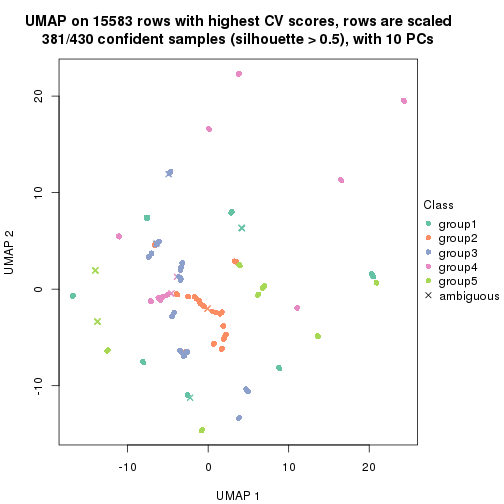 UMAP on 15583 rows with highest CV scores, rows are scaled
381/430 confident samples (silhouette > 0.5), with 10 PCs
20
10
0
-10
UMAP 2
-10
0
10
20
UMAP 1
Class
group1
group2
group3
group4
group5
ambiguous